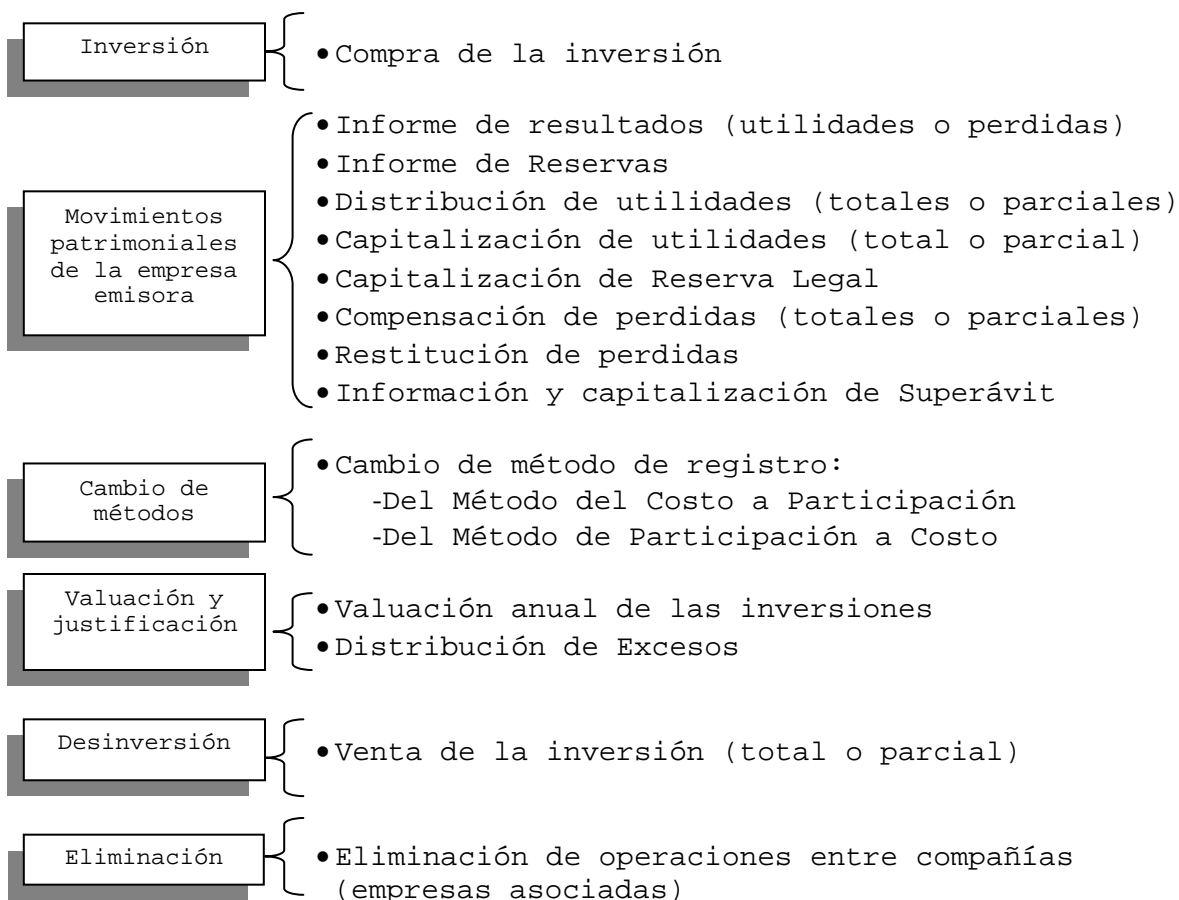 Inversión
•Compra de la inversión
Movimientos
patrimoniales
de la empresa
emisora
•Informe de resultados (utilidades o perdidas)
•Informe de Reservas
•Distribución de utilidades (totales o parciales)
•Capitalización de utilidades (total o parcial)
•Capitalización de Reserva Legal
•Compensación de perdidas (totales o parciales)
•Restitución de perdidas
•Información y capitalización de Superávit
Cambio de
métodos
•Cambio de método de registro:
-Del Método del Costo a Participación
-Del Método de Participación a Costo
Valuación y
justificación
•Valuación anual de las inversiones
•Distribución de Excesos
Desinversión
•Venta de la inversión (total o parcial)
Eliminación
•Eliminación de operaciones entre compañías
(empresas asociadas)